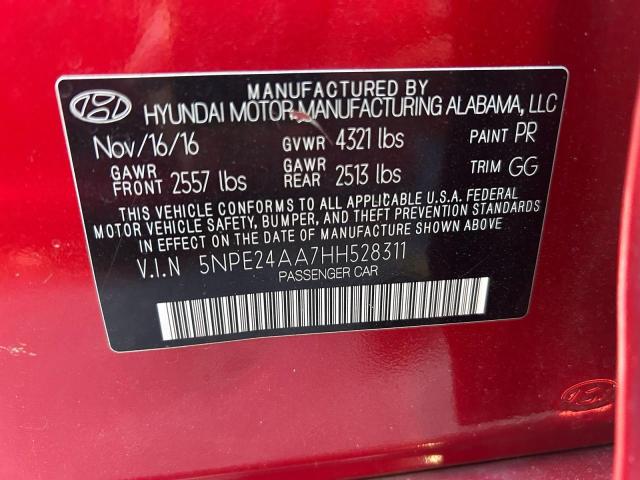 MANUFACTURED BY
HYUNDAI MOTOR MANUFACTURING ALABAMA, LLC
Nov/16/16 GVWR 4321 lbs PAINT PR
GAWR FRONT 2557 lbs GAWR REAR 2513 lbs TRIM GG
THIS VEHICLE CONFORMS TO ALL APPLICABLE U.S.A. FEDERAL
MOTOR VEHICLE SAFETY, BUMPER, AND THEFT PREVENTION STANDARDS
IN EFFECT ON THE DATE OF MANUFACTURE SHOWN ABOVE.
V.I.N 5NPE24AA7HH528311
PASSENGER CAR